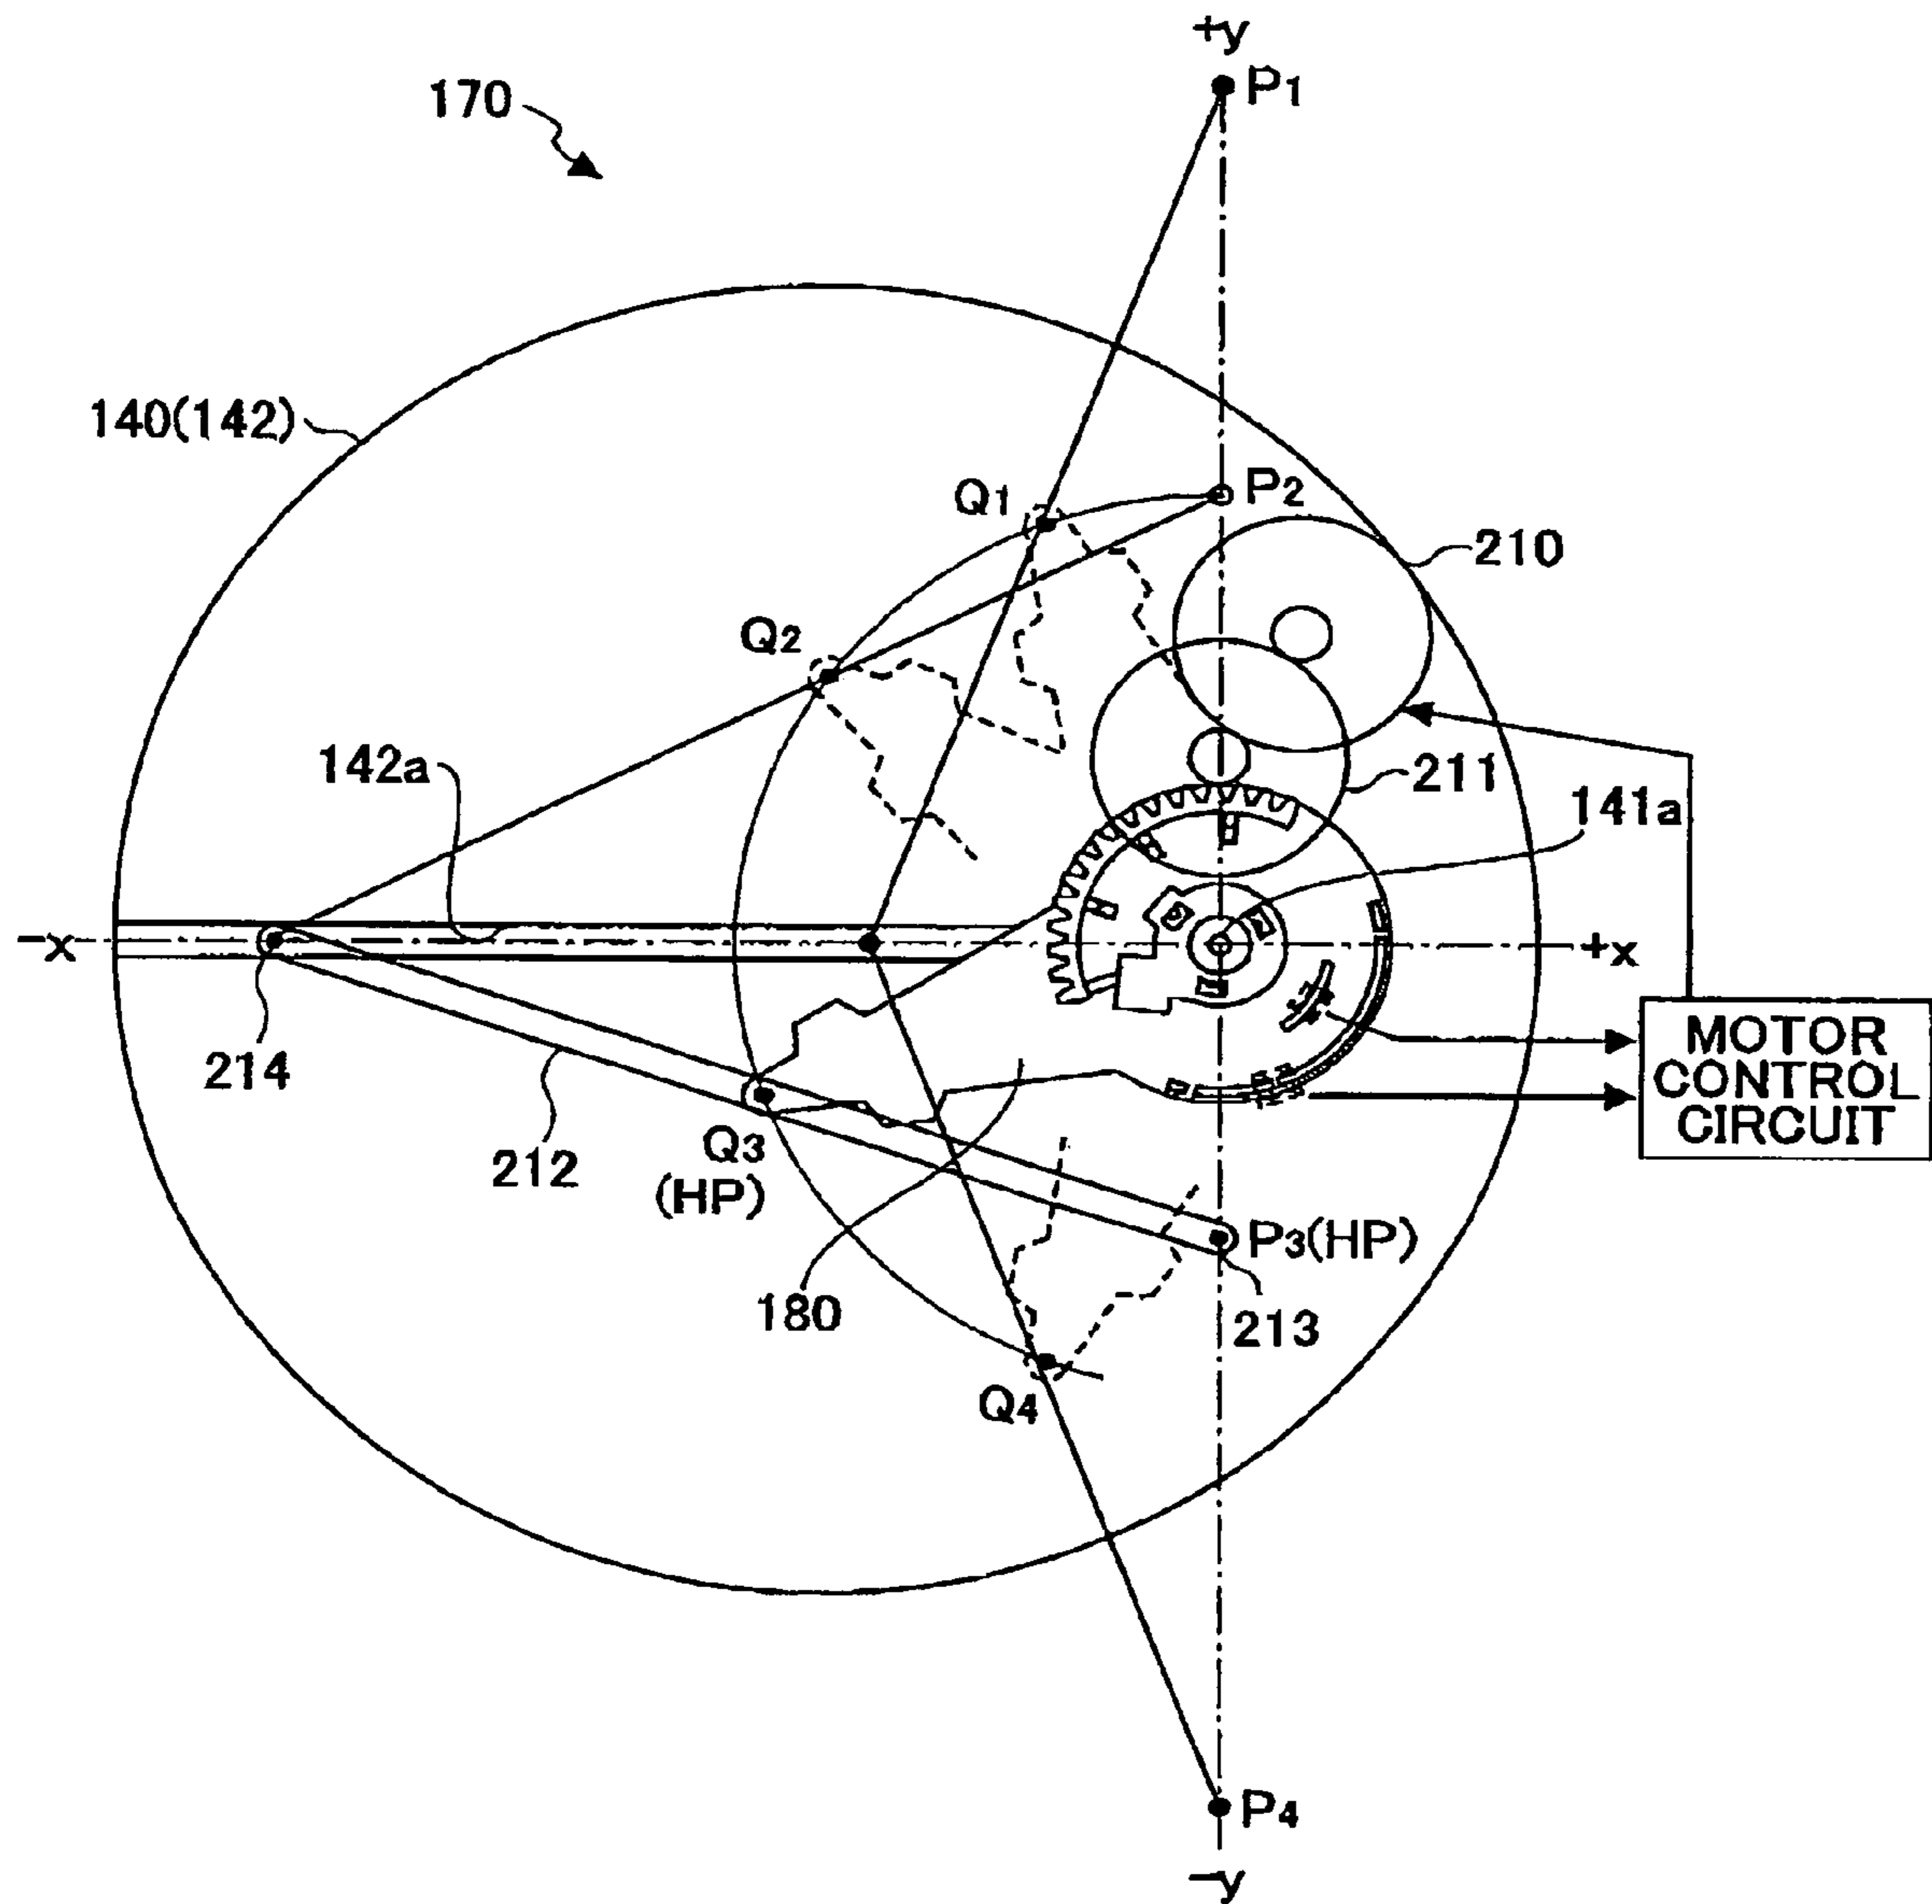 +y
P1
170
140(142)
Q1
P2
210
Q2
142a
211
141a
-x
+x
214
212
Q3
(HP)
MOTOR
CONTROL
CIRCUIT
P3(HP)
180
213
Q4
P4
-y